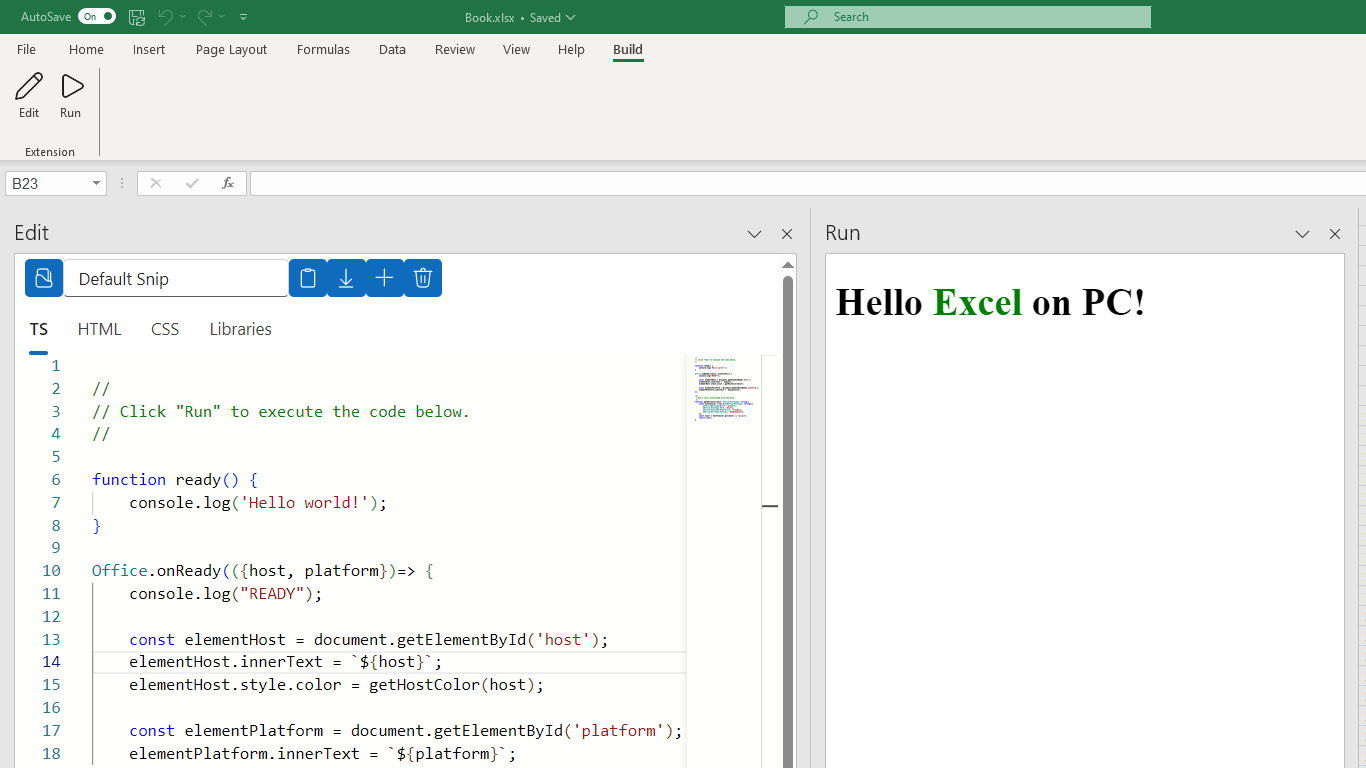 AutoSave On Book.xlsx • Saved Search
File Home Insert Page Layout Formulas Data Review View Help Build
Edit Run
Extension
B23 fx
Edit
Default Snip
TS HTML CSS Libraries
1
2 //
3 // Click "Run" to execute the code below.
4 //
5
6 function ready() {
7 console.log('Hello world!');
8 }
9
10 Office.onReady(({host, platform})=> {
11 console.log("READY");
12
13 const elementHost = document.getElementById('host');
14 elementHost.innerText = `${host}`;
15 elementHost.style.color = getHostColor(host);
16
17 const elementPlatform = document.getElementById('platform');
18 elementPlatform.innerText = `${platform}`;
Run
Hello Excel on PC!